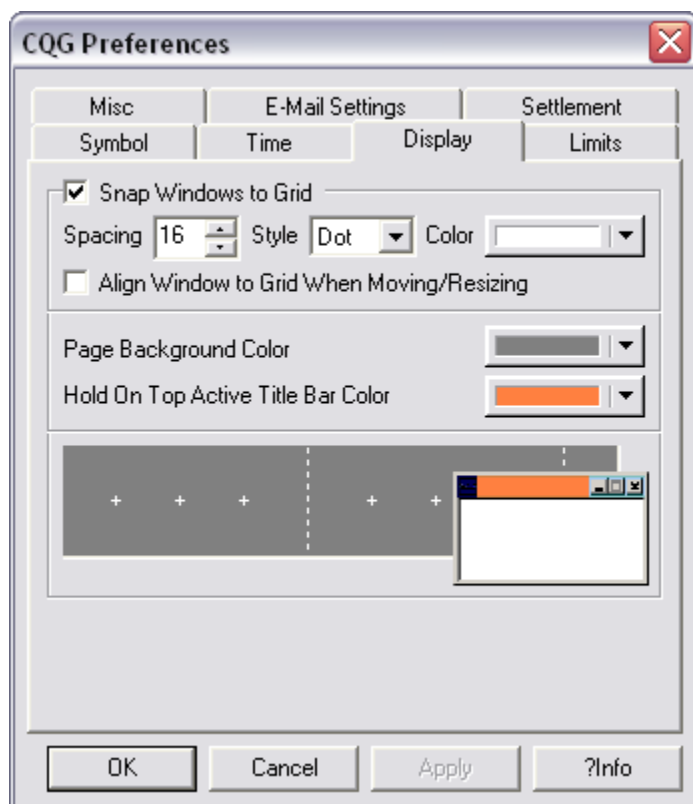 CQG Preferences
Misc E-Mail Settings Settlement
Symbol Time Display Limits
Snap Windows to Grid
Spacing 16 Style Dot Color
Align Window to Grid When Moving/Resizing
Page Background Color
Hold On Top Active Title Bar Color
OK Cancel Apply ?Info